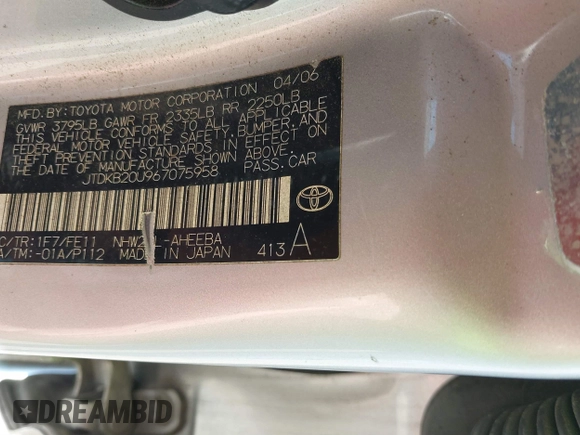 MFD. BY: TOYOTA MOTOR CORPORATION 04/06
GVWR 3795LB GAWR FR 2335LB RR 2250LB
THIS VEHICLE CONFORMS TO ALL APPLICABLE
FEDERAL MOTOR VEHICLE SAFETY, BUMPER, AND
THEFT PREVENTION STANDARDS IN EFFECT ON
THE DATE OF MANUFACTURE SHOWN ABOVE.
JTDKB20U967075958 PASS. CAR
C/TR: 1F7/FE11 AHEEBA
A/TM: -01A/P112 MADE IN JAPAN 413 A
DREAMBID